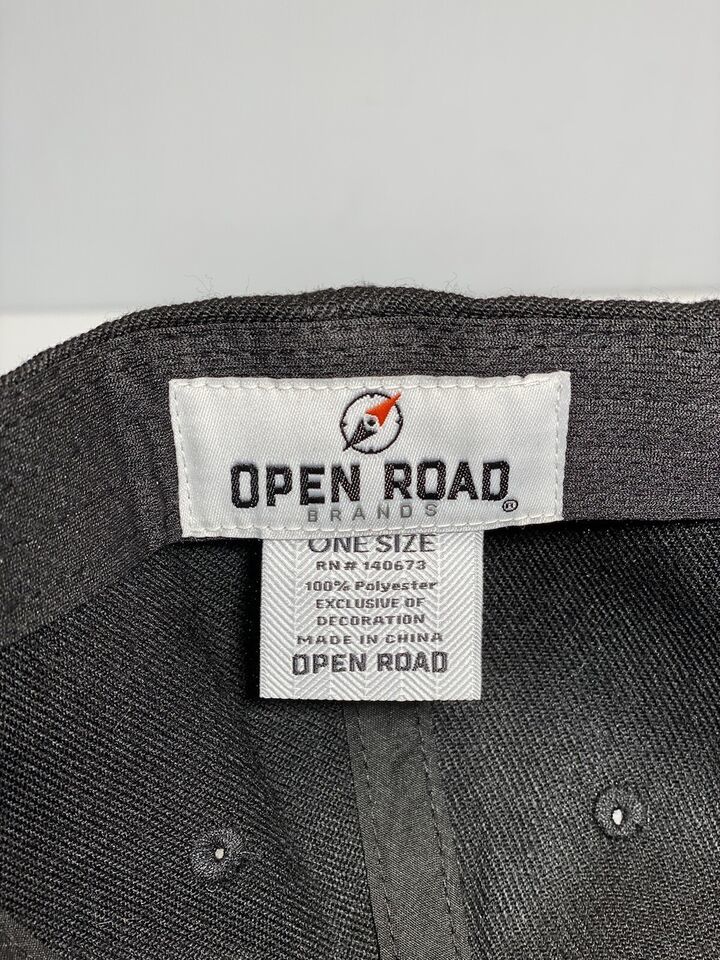 OPEN ROAD®
BRANDS
ONE SIZE
RN# 140673
100% Polyester
EXCLUSIVE OF
DECORATION
MADE IN CHINA
OPEN ROAD